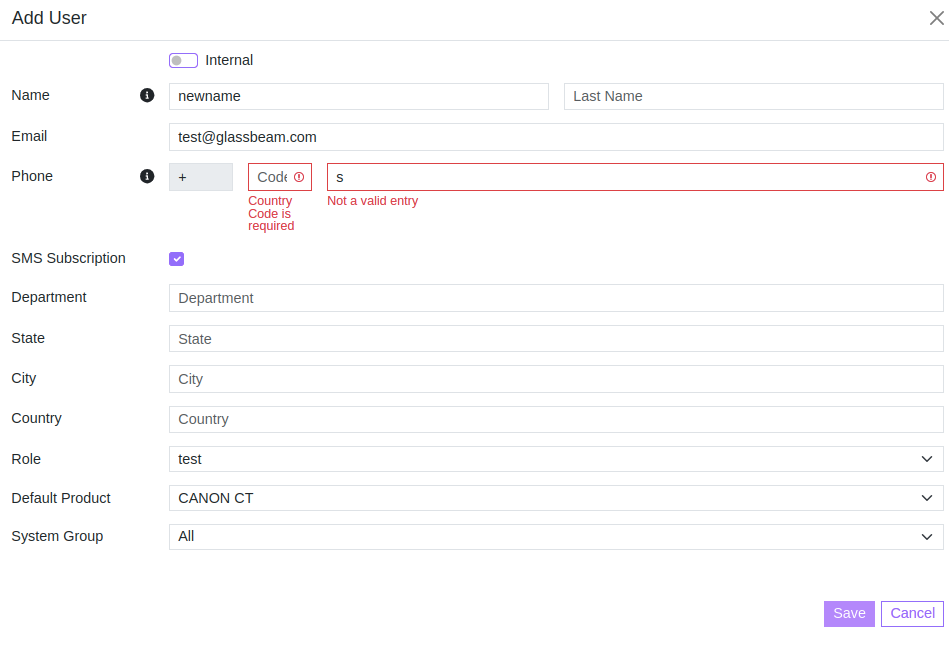 Add User
Internal
Name newname Last Name
Email test@glassbeam.com
Phone + Code s
Country Code is required Not a valid entry
SMS Subscription
Department Department
State State
City City
Country Country
Role test
Default Product CANON CT
System Group All
Save Cancel